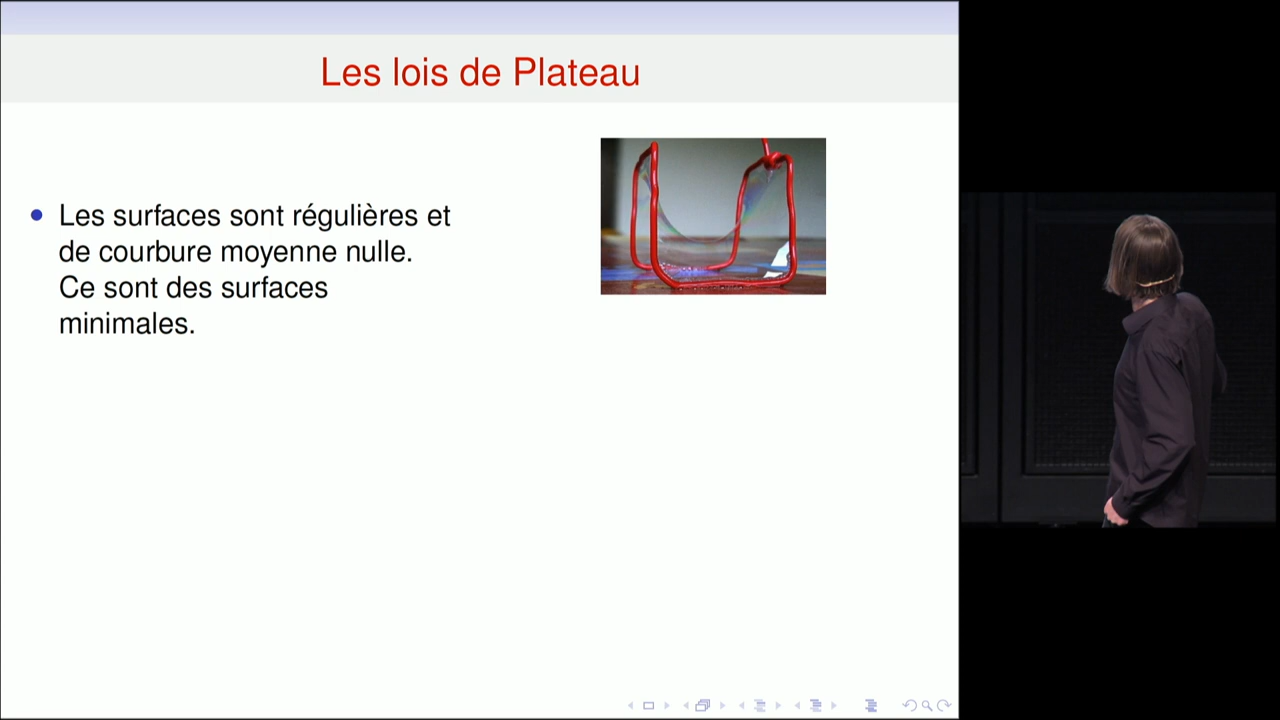 Les lois de Plateau
Les surfaces sont régulières et
de courbure moyenne nulle.
Ce sont des surfaces
minimales.